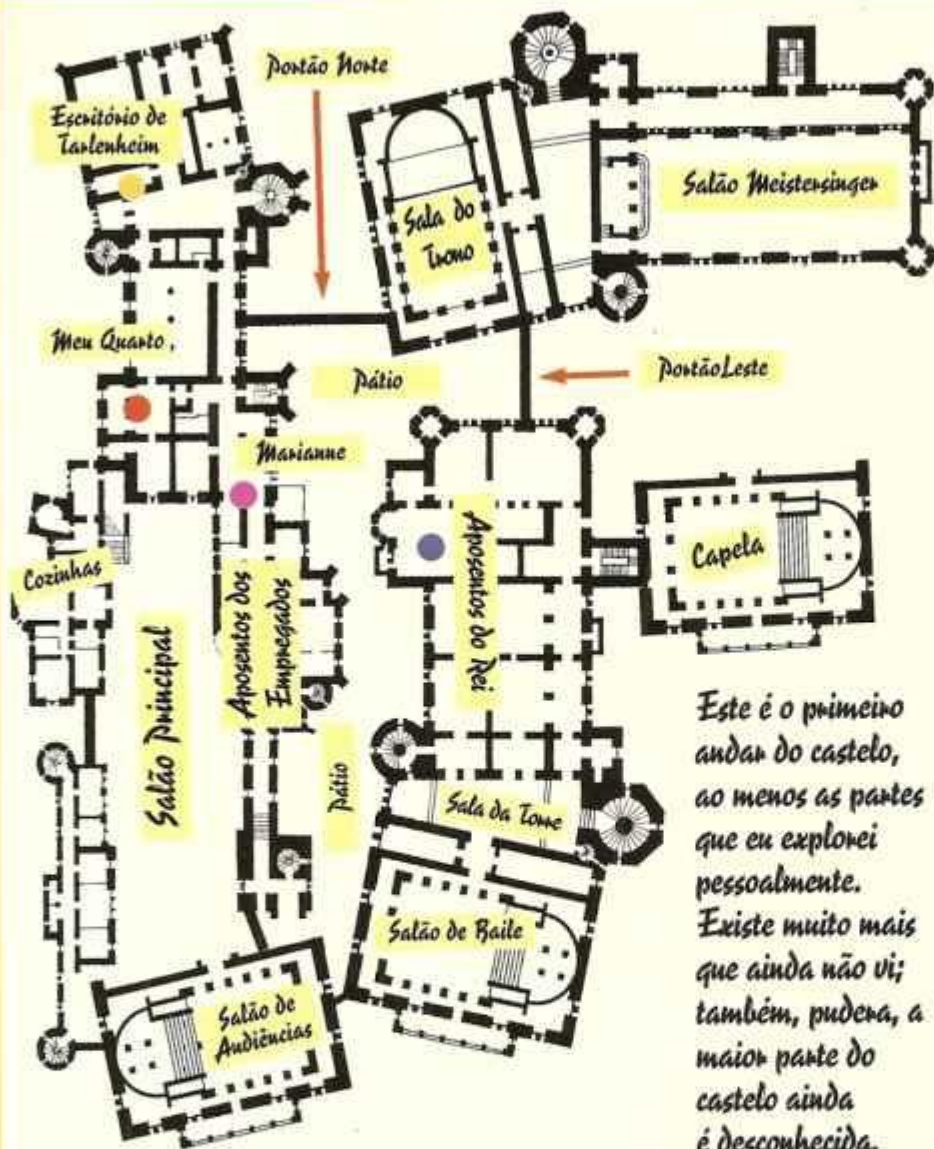 Portão Norte
Escritório de
Tarlenheim
Salão Meistersinger
Sala do
Trono
Meu Quarto
Pátio
Portão Leste
Marianne
Cozinhas
Salão Principal
Aposentos dos
Empregados
Aposentos do Rei
Capela
Pátio
Sala da Torre
Salão de Baile
Salão de
Audiências
Este é o primeiro
andar do castelo,
ao menos as partes
que eu explorei
pessoalmente.
Existe muito mais
que ainda não vi;
também, pudera, a
maior parte do
castelo ainda
é desconhecida.